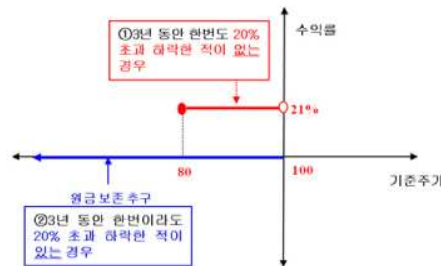 수익률
①3년 동안 한번도 20%
초과 하락한 적이 없는
경우
21%
80
100
기준주가
원금 보존 추구
②3년 동안 한번이라도
20% 초과 하락한 적이
있는 경우